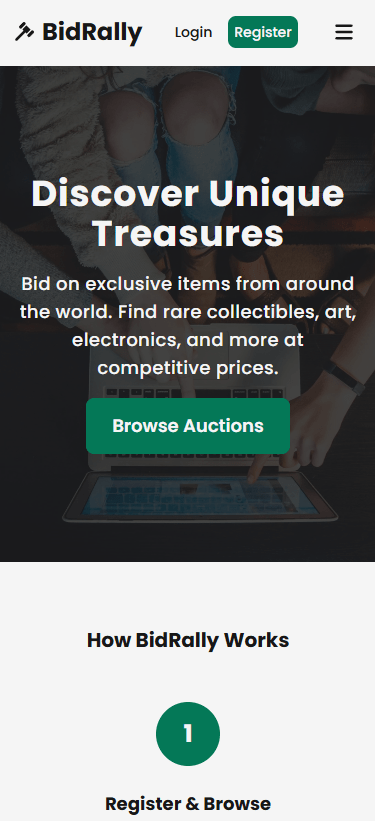 BidRally
Login
Register
Discover Unique
Treasures
Bid on exclusive items from around
the world. Find rare collectibles, art,
electronics, and more at
competitive prices.
Browse Auctions
How BidRally Works
1
Register & Browse